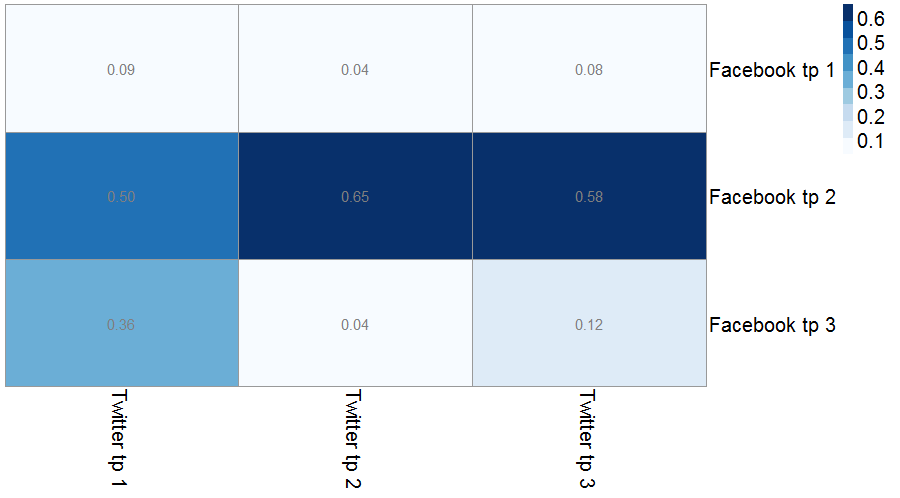 0.09 0.04 0.08 Facebook tp 1
0.50 0.65 0.58 Facebook tp 2
0.36 0.04 0.12 Facebook tp 3
Twitter tp 1
Twitter tp 2
Twitter tp 3
0.6
0.5
0.4
0.3
0.2
0.1